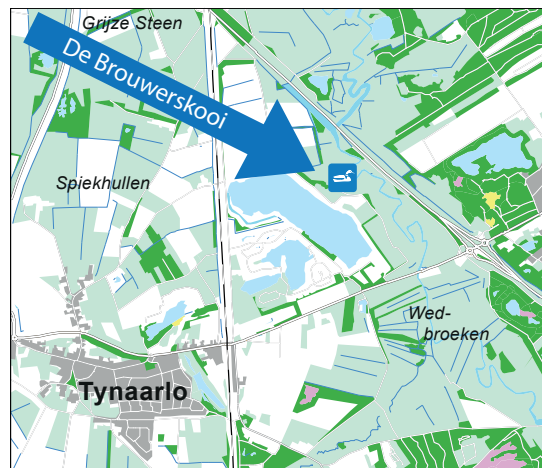 Grijze Steen
De Brouwerskooi
Spiekhullen
Wed-
broeken
Tynaarlo